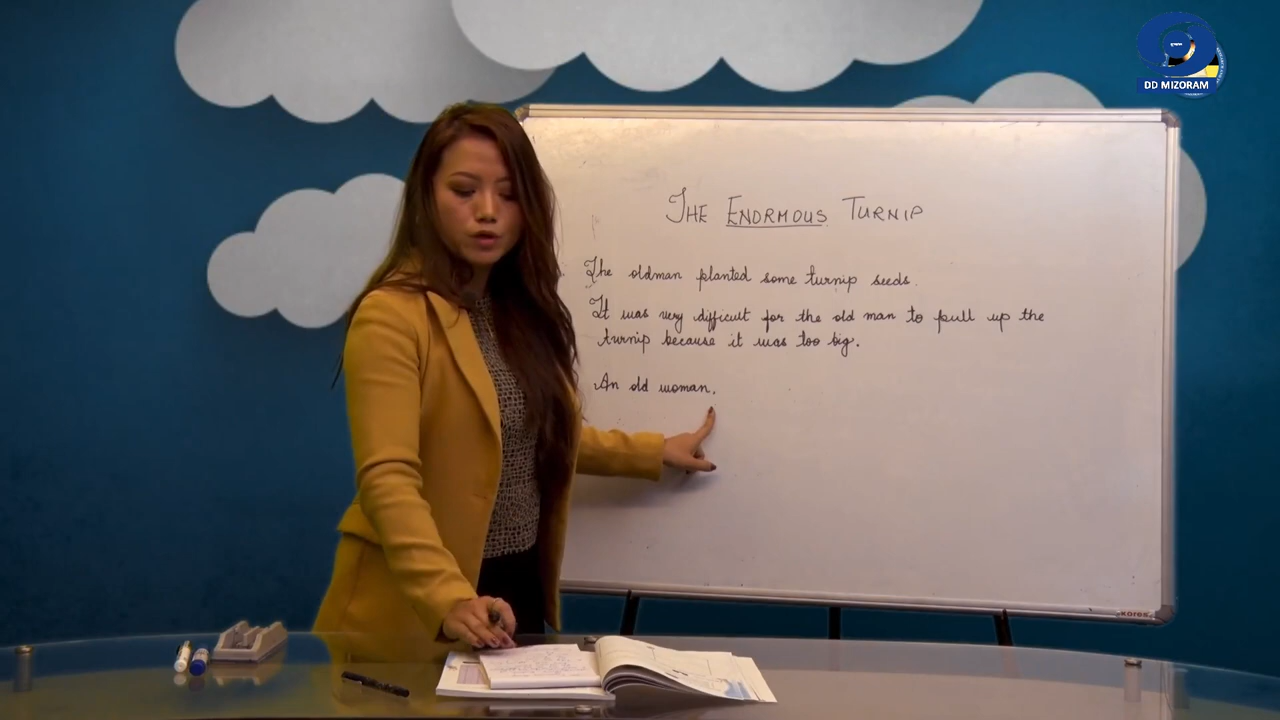 DD MIZORAM
THE ENORMOUS TURNIP
The oldman planted some turnip seeds.
It was very difficult for the old man to pull up the
turnip because it was too big.
An old woman.
KORES